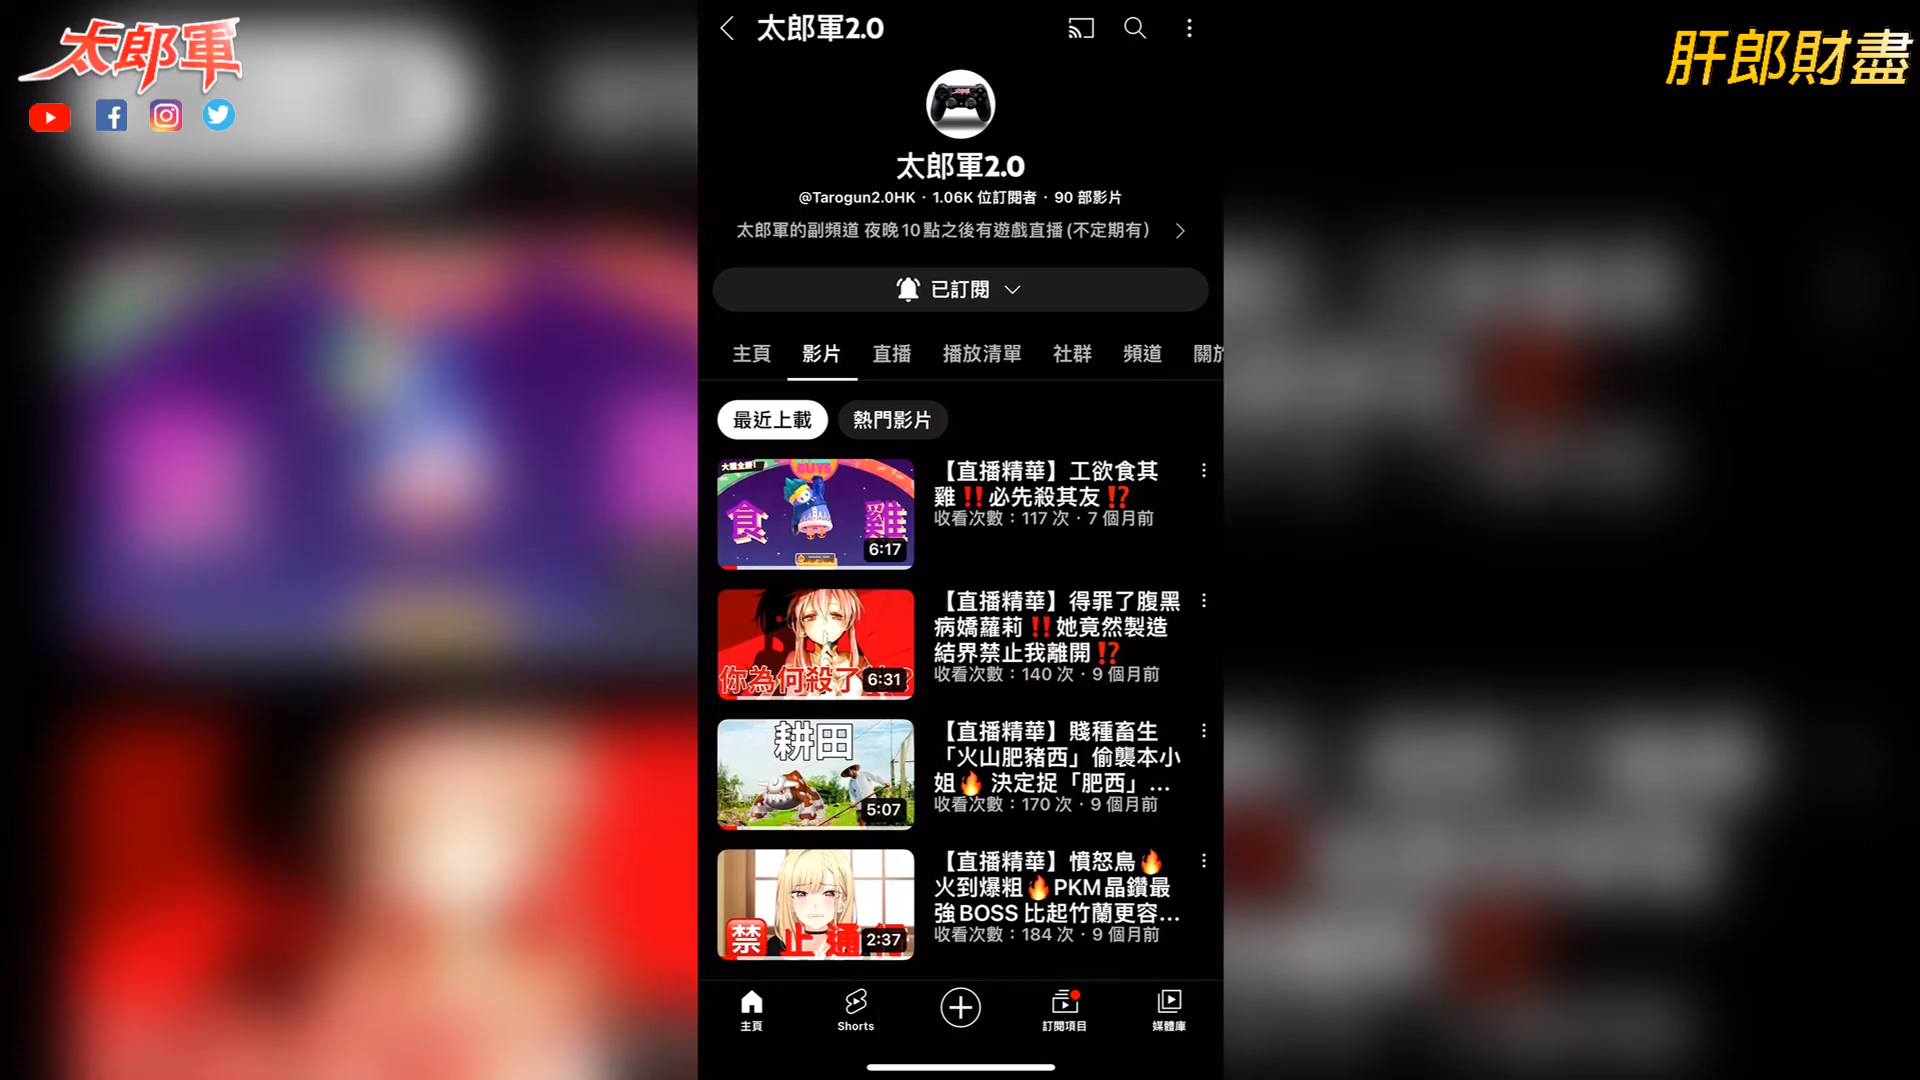 太郎軍
肝郎財盡
太郎軍2.0
太郎軍2.0
@Tarogun2.0HK · 1.06K 位訂閱者 · 90 部影片
太郎軍的副頻道 夜晚10點之後有遊戲直播(不定期有)
已訂閱
主頁 影片 直播 播放清單 社群 頻道 關於
最近上載 熱門影片
大獲全勝!
GUYS
食 雞
6:17
【直播精華】工欲食其
雞‼️必先殺其友⁉️
收看次數：117 次 · 7 個月前
你為何殺了
6:31
【直播精華】得罪了腹黑
病嬌蘿莉‼️她竟然製造
結界禁止我離開⁉️
收看次數：140 次 · 9 個月前
耕田
5:07
【直播精華】賤種畜生
「火山肥豬西」偷襲本小
姐🔥 決定捉「肥西」...
收看次數：170 次 · 9 個月前
禁止通行
2:37
【直播精華】憤怒鳥🔥
火到爆粗🔥PKM晶鑽最
強BOSS 比起竹蘭更容...
收看次數：184 次 · 9 個月前
主頁 Shorts 訂閱項目 媒體庫